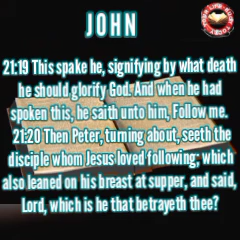 JOHN
21:19 This spake he, signifying by what death
he should glorify God. And when he had
spoken this, he saith unto him, Follow me.
21:20 Then Peter, turning about, seeth the
disciple whom Jesus loved following; which
also leaned on his breast at supper, and said,
Lord, which is he that betrayeth thee?